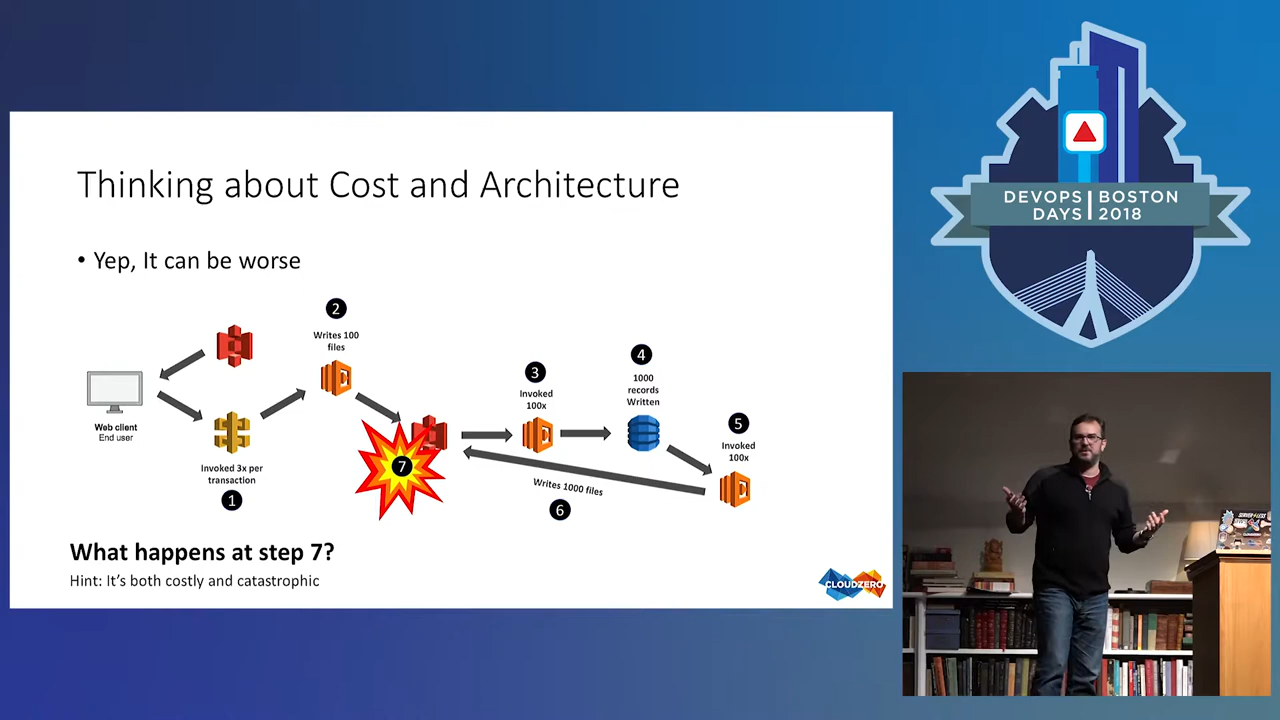 Thinking about Cost and Architecture
• Yep, It can be worse
2
Writes 100
files
Web client
End user
Invoked 3x per
transaction
1
3
Invoked
100x
4
1000
records
Written
5
Invoked
100x
7
Writes 1000 files
6
What happens at step 7?
Hint: It's both costly and catastrophic
CLOUDZERO
DEVOPS
DAYS
BOSTON
2018